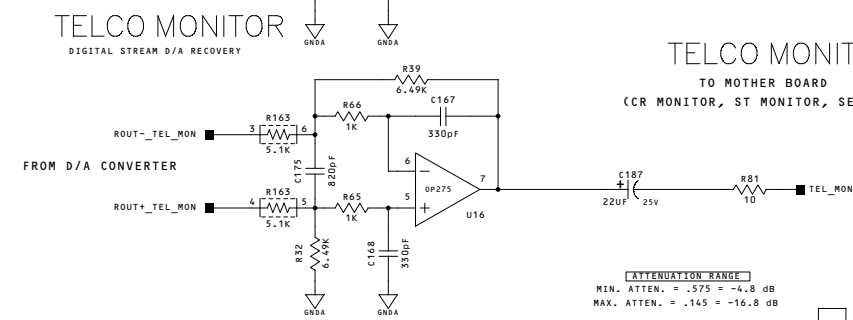 TELCO MONITOR
DIGITAL STREAM D/A RECOVERY
GNDA
GNDA
TELCO MONIT
TO MOTHER BOARD
(CR MONITOR, ST MONITOR, SE
R39
6.49K
R66
1K
C167
330pF
ROUT-_TEL_MON
3
R163
6
5.1K
FROM D/A CONVERTER
C175
820pF
6
OP275
7
5
U16
ROUT+_TEL_MON
4
R163
5
5.1K
R65
1K
R32
6.49K
C168
330pF
GNDA
GNDA
C187
22UF
25V
R81
10
TEL_MON
ATTENUATION RANGE
MIN. ATTEN. = .575 = -4.8 dB
MAX. ATTEN. = .145 = -16.8 dB